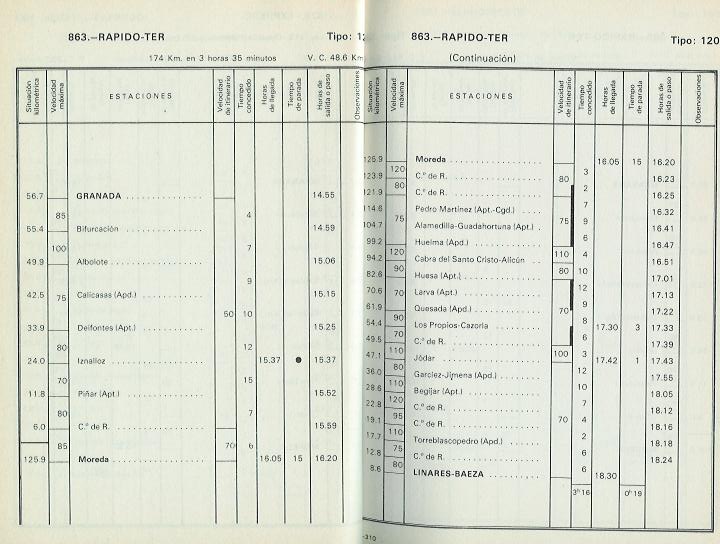 863.—RAPIDO-TER Tipo:
174 Km. en 3 horas 35 minutos V. C. 48,6 Km
Situación kilométrica Velocidad máxima ESTACIONES Velocidad de itinerario Tiempo concedido Horas de llegada Tiempo de parada Horas de salida o paso Observaciones
56.7 GRANADA 14.55
85 4
55.4 Bifurcación 14.59
100 7
49.9 Albolote 15.06
9
42.5 75 Calicasas (Apd.) 15.15
50 10
33.9 Deifontes (Apt.) 15.25
80 12
24.0 Iznalloz 15.37 ● 15.37
70 15
11.8 Piñar (Apt.) 15.52
80 7
6.0 C.º de R. 15.59
85 70 6
125.9 Moreda 16.05 15 16.20
863.—RAPIDO-TER Tipo: 120
(Continuación)
Situación kilométrica Velocidad máxima ESTACIONES Velocidad de itinerario Tiempo concedido Horas de llegada Tiempo de parada Horas de salida o paso Observaciones
125.9 Moreda 16.05 15 16.20
120 3
123.9 C.º de R. 80 16.23
80 2
121.9 C.º de R. 16.25
7
114.6 Pedro Martínez (Apt.-Cgd.) 16.32
75 75 9
104.7 Alamedilla-Guadahortuna (Apt.) 16.41
6
99.2 Huelma (Apd.) 16.47
120 110 4
94.2 Cabra del Santo Cristo-Alicún 16.51
90 80 10
82.6 Huesa (Apt.) 17.01
12
70.6 70 Larva (Apt.) 17.13
70 9
61.9 Quesada (Apd.) 17.22
90 8
54.4 Los Propios-Cazorla 17.30 3 17.33
70 6
49.5 C.º de R. 17.39
110 100 3
47.1 Jódar 17.42 1 17.43
80 12
36.0 Garciez-Jimena (Apd.) 17.55
110 10
28.6 Begíjar (Apt.) 18.05
120 7
22.8 C.º de R. 18.12
95 70 4
19.1 C.º de R. 18.16
110 2
17.7 Torreblascopedro (Apd.) 18.18
75 6
12.8 C.º de R. 18.24
80 6
8.6 LINARES-BAEZA 18.30
3ʰ16 0ʰ19
-310